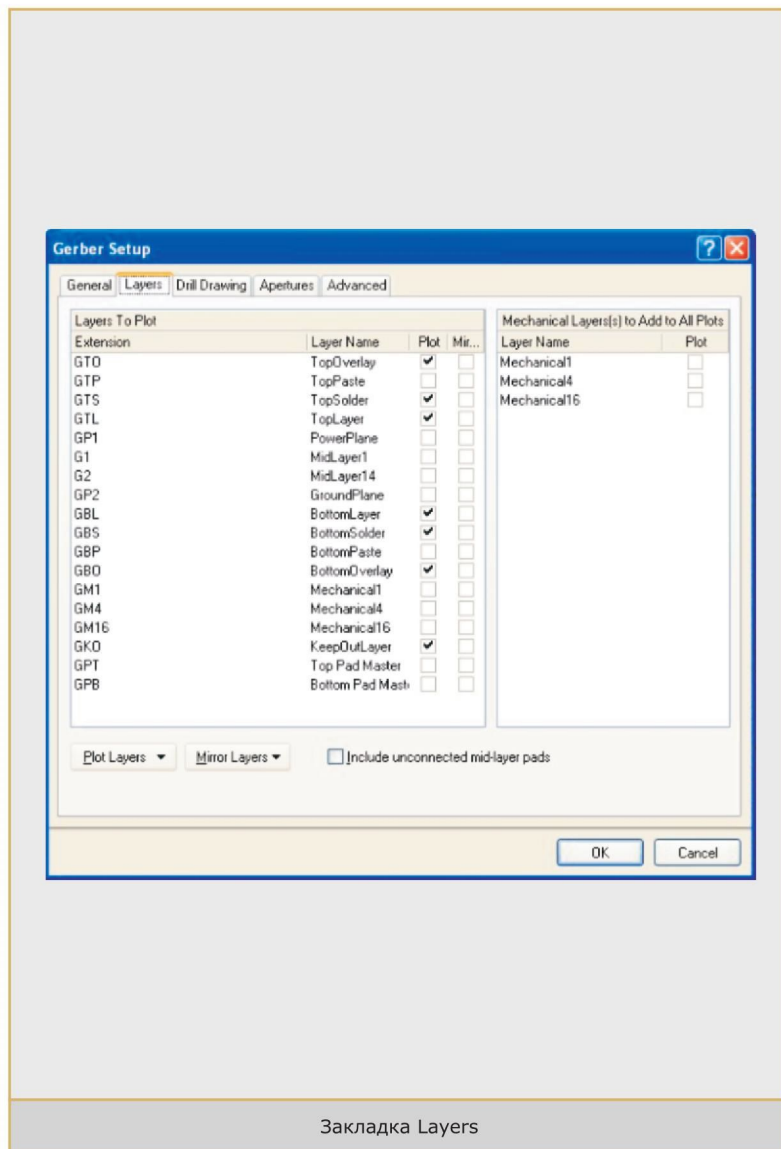 Gerber Setup
General Layers Drill Drawing Apertures Advanced
Layers To Plot
Extension Layer Name Plot Mir...
GTO TopOverlay
GTP TopPaste
GTS TopSolder
GTL TopLayer
GP1 PowerPlane
G1 MidLayer1
G2 MidLayer14
GP2 GroundPlane
GBL BottomLayer
GBS BottomSolder
GBP BottomPaste
GBO BottomOverlay
GM1 Mechanical1
GM4 Mechanical4
GM16 Mechanical16
GKO KeepOutLayer
GPT Top Pad Master
GPB Bottom Pad Maste
Mechanical Layers(s) to Add to All Plots
Layer Name Plot
Mechanical1
Mechanical4
Mechanical16
Plot Layers Mirror Layers Include unconnected mid-layer pads
OK Cancel
Закладка Layers